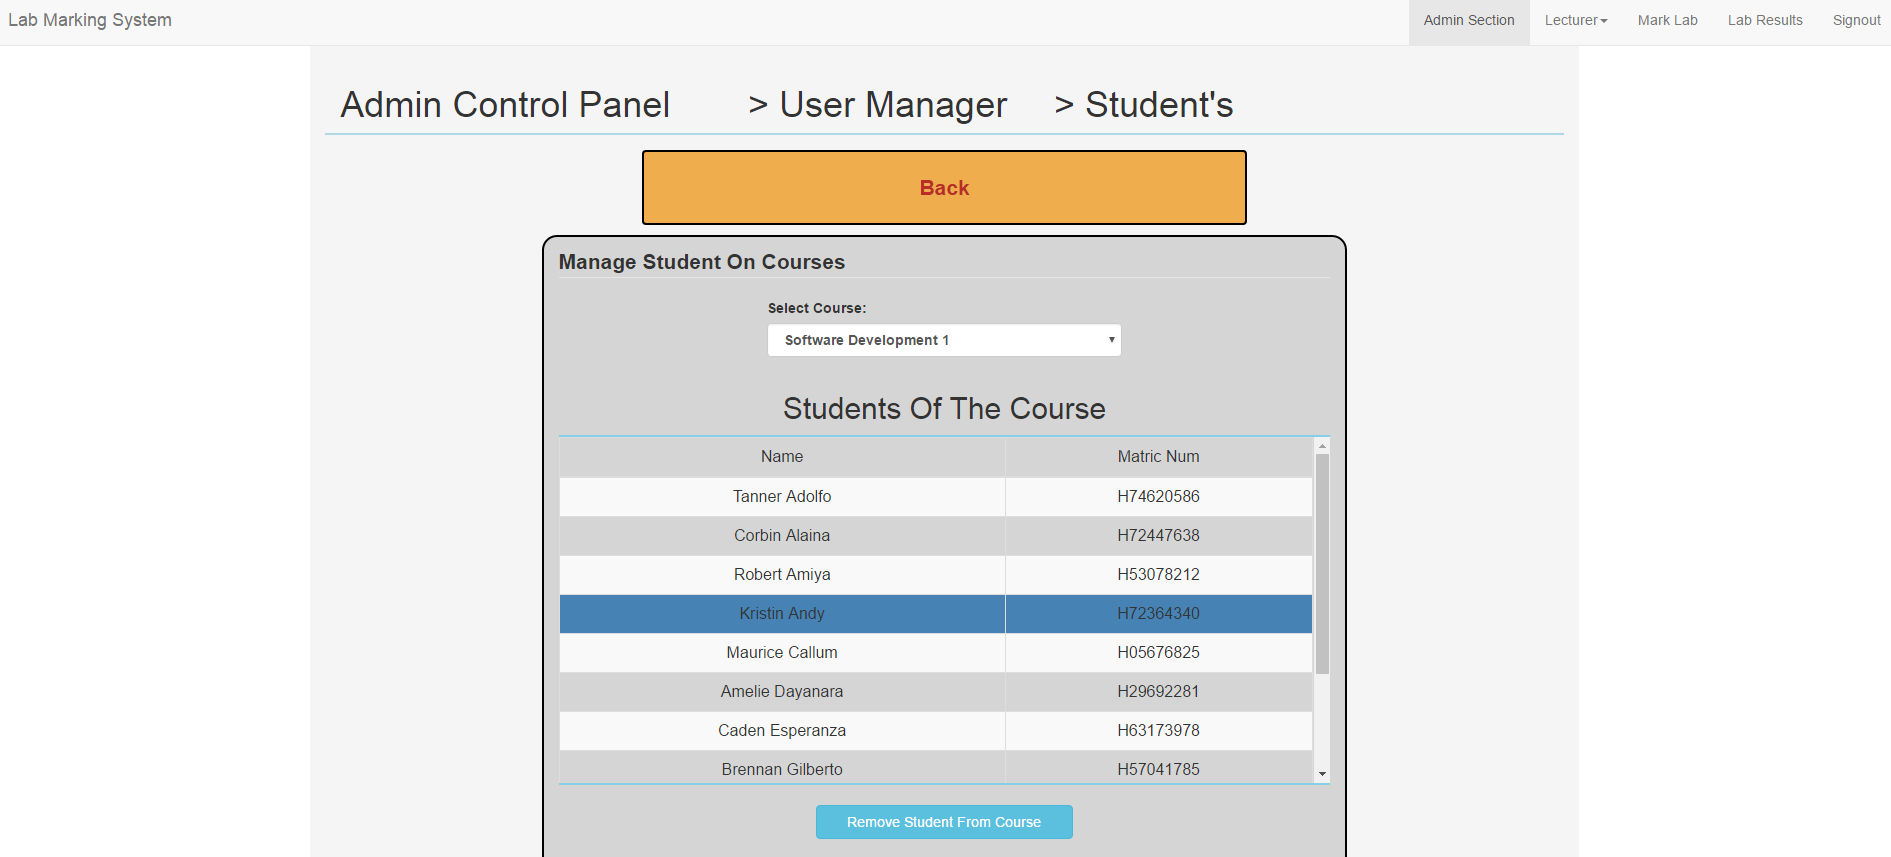 Lab Marking System Admin Section Lecturer Mark Lab Lab Results Signout
Admin Control Panel > User Manager > Student's
Back
Manage Student On Courses
Select Course:
Software Development 1
Students Of The Course
Name Matric Num
Tanner Adolfo H74620586
Corbin Alaina H72447638
Robert Amiya H53078212
Kristin Andy H72364340
Maurice Callum H05676825
Amelie Dayanara H29692281
Caden Esperanza H63173978
Brennan Gilberto H57041785
Remove Student From Course